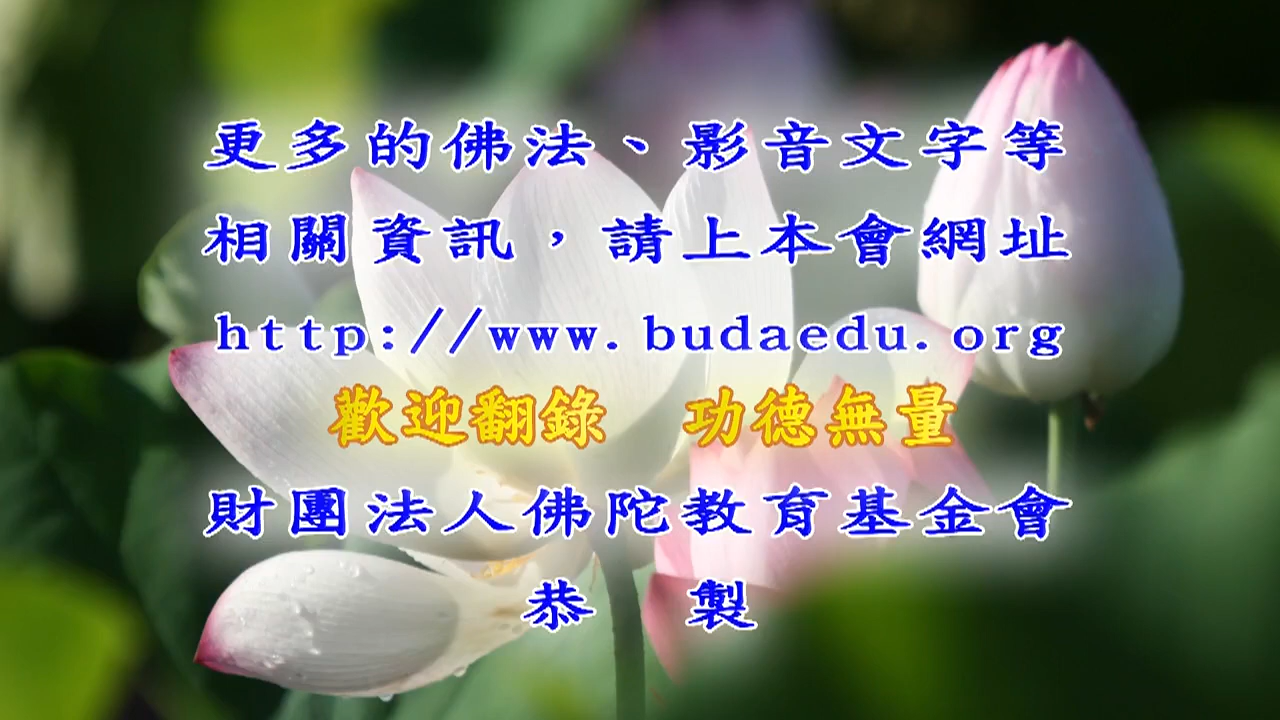 更多的佛法、影音文字等
相關資訊，請上本會網址
http://www.budaedu.org
歡迎翻錄　功德無量
財團法人佛陀教育基金會
恭　製